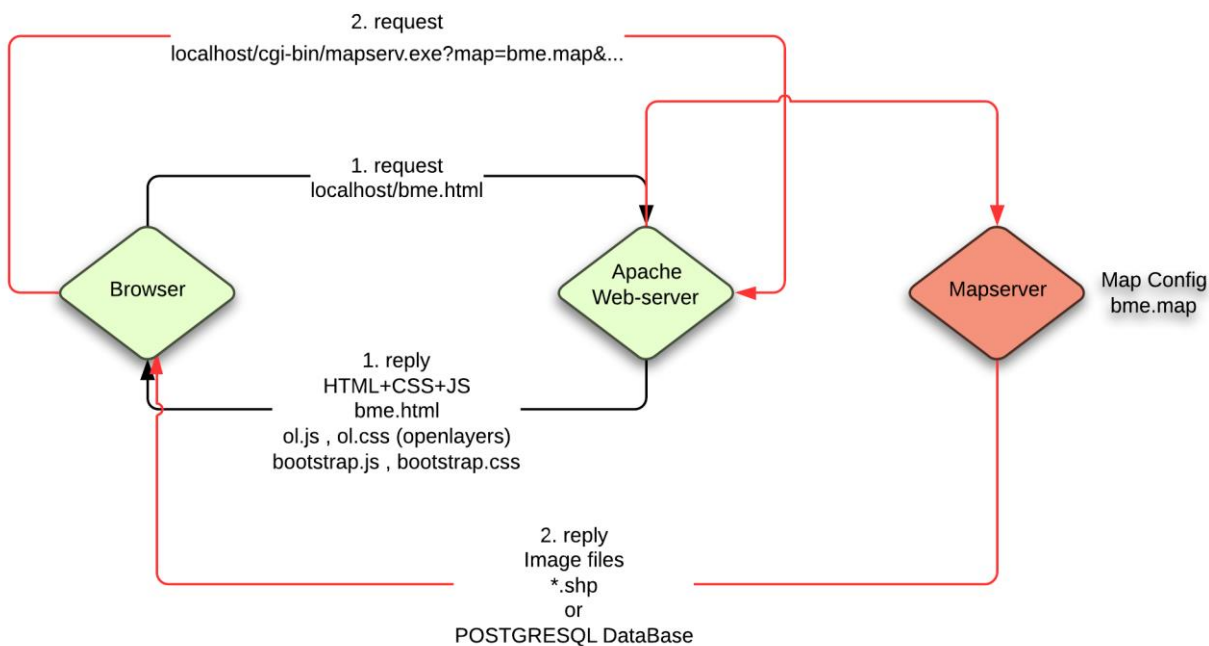 2. request
localhost/cgi-bin/mapserv.exe?map=bme.map&...
1. request
localhost/bme.html
Browser
Apache
Web-server
Mapserver
Map Config
bme.map
1. reply
HTML+CSS+JS
bme.html
ol.js , ol.css (openlayers)
bootstrap.js , bootstrap.css
2. reply
Image files
*.shp
or
POSTGRESQL DataBase